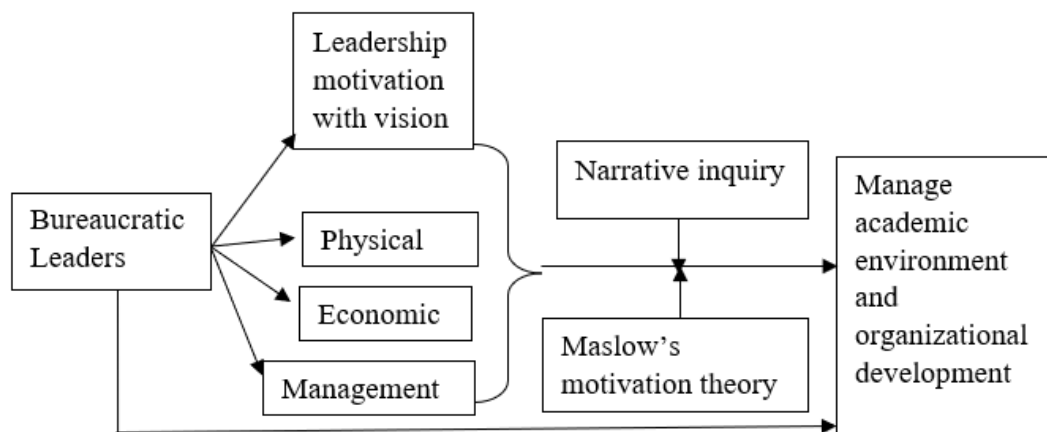 Leadership
motivation
with vision
Bureaucratic
Leaders
Physical
Economic
Management
Narrative inquiry
Maslow's
motivation theory
Manage
academic
environment
and
organizational
development